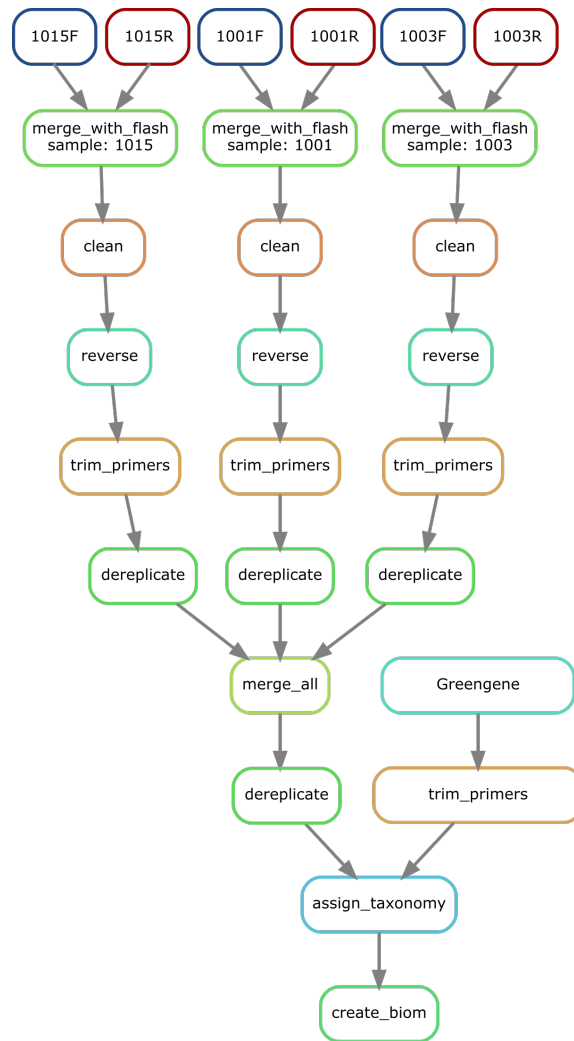 1015F
1015R
1001F
1001R
1003F
1003R
merge_with_flash
sample: 1015
merge_with_flash
sample: 1001
merge_with_flash
sample: 1003
clean
clean
clean
reverse
reverse
reverse
trim_primers
trim_primers
trim_primers
dereplicate
dereplicate
dereplicate
merge_all
Greengene
dereplicate
trim_primers
assign_taxonomy
create_biom